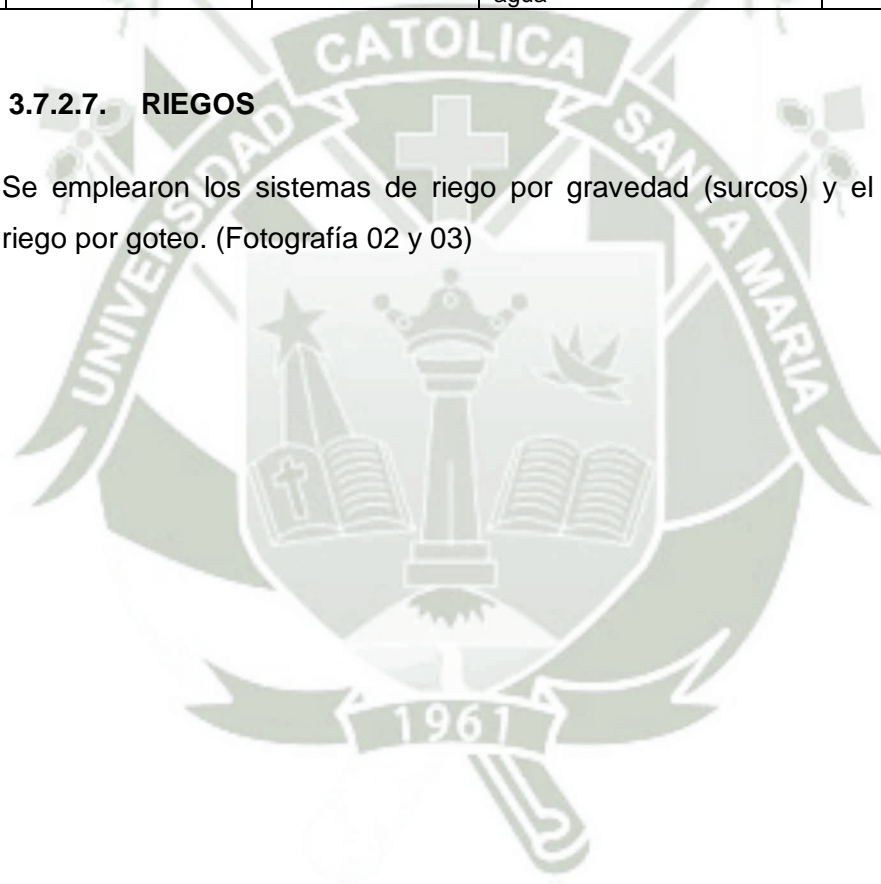 agua
CATOLICA
UNIVERSIDAD
SANTA MARIA
3.7.2.7. RIEGOS
Se emplearon los sistemas de riego por gravedad (surcos) y el
riego por goteo. (Fotografía 02 y 03)
1961